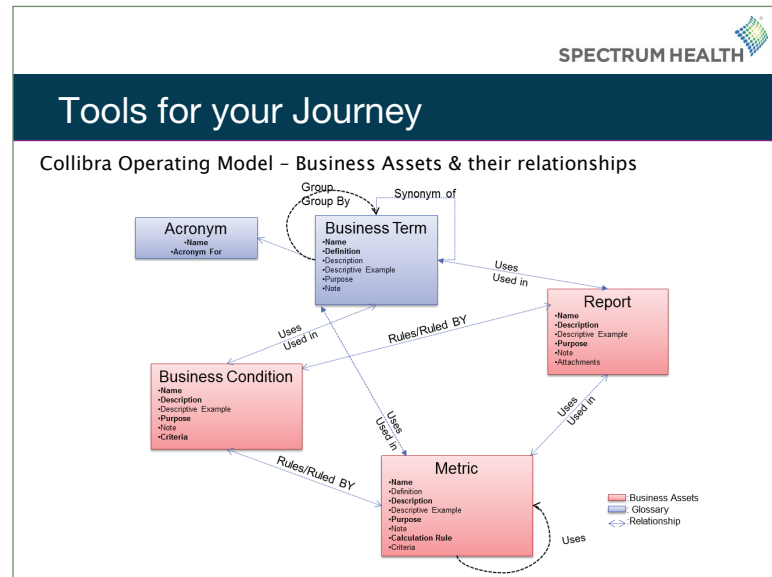 SPECTRUM HEALTH
Tools for your Journey
Collibra Operating Model – Business Assets & their relationships
Group
Group By
Synonym of
Acronym
•Name
•Acronym For
Business Term
•Name
•Definition
•Description
•Descriptive Example
•Purpose
•Note
Uses
Used in
Report
•Name
•Description
•Descriptive Example
•Purpose
•Note
•Attachments
Uses
Used in
Rules/Ruled BY
Business Condition
•Name
•Description
•Descriptive Example
•Purpose
•Note
•Criteria
Uses
Used in
Uses
Used in
Rules/Ruled BY
Metric
•Name
•Definition
•Description
•Descriptive Example
•Purpose
•Note
•Calculation Rule
•Criteria
Uses
:Business Assets
: Glossary
:Relationship